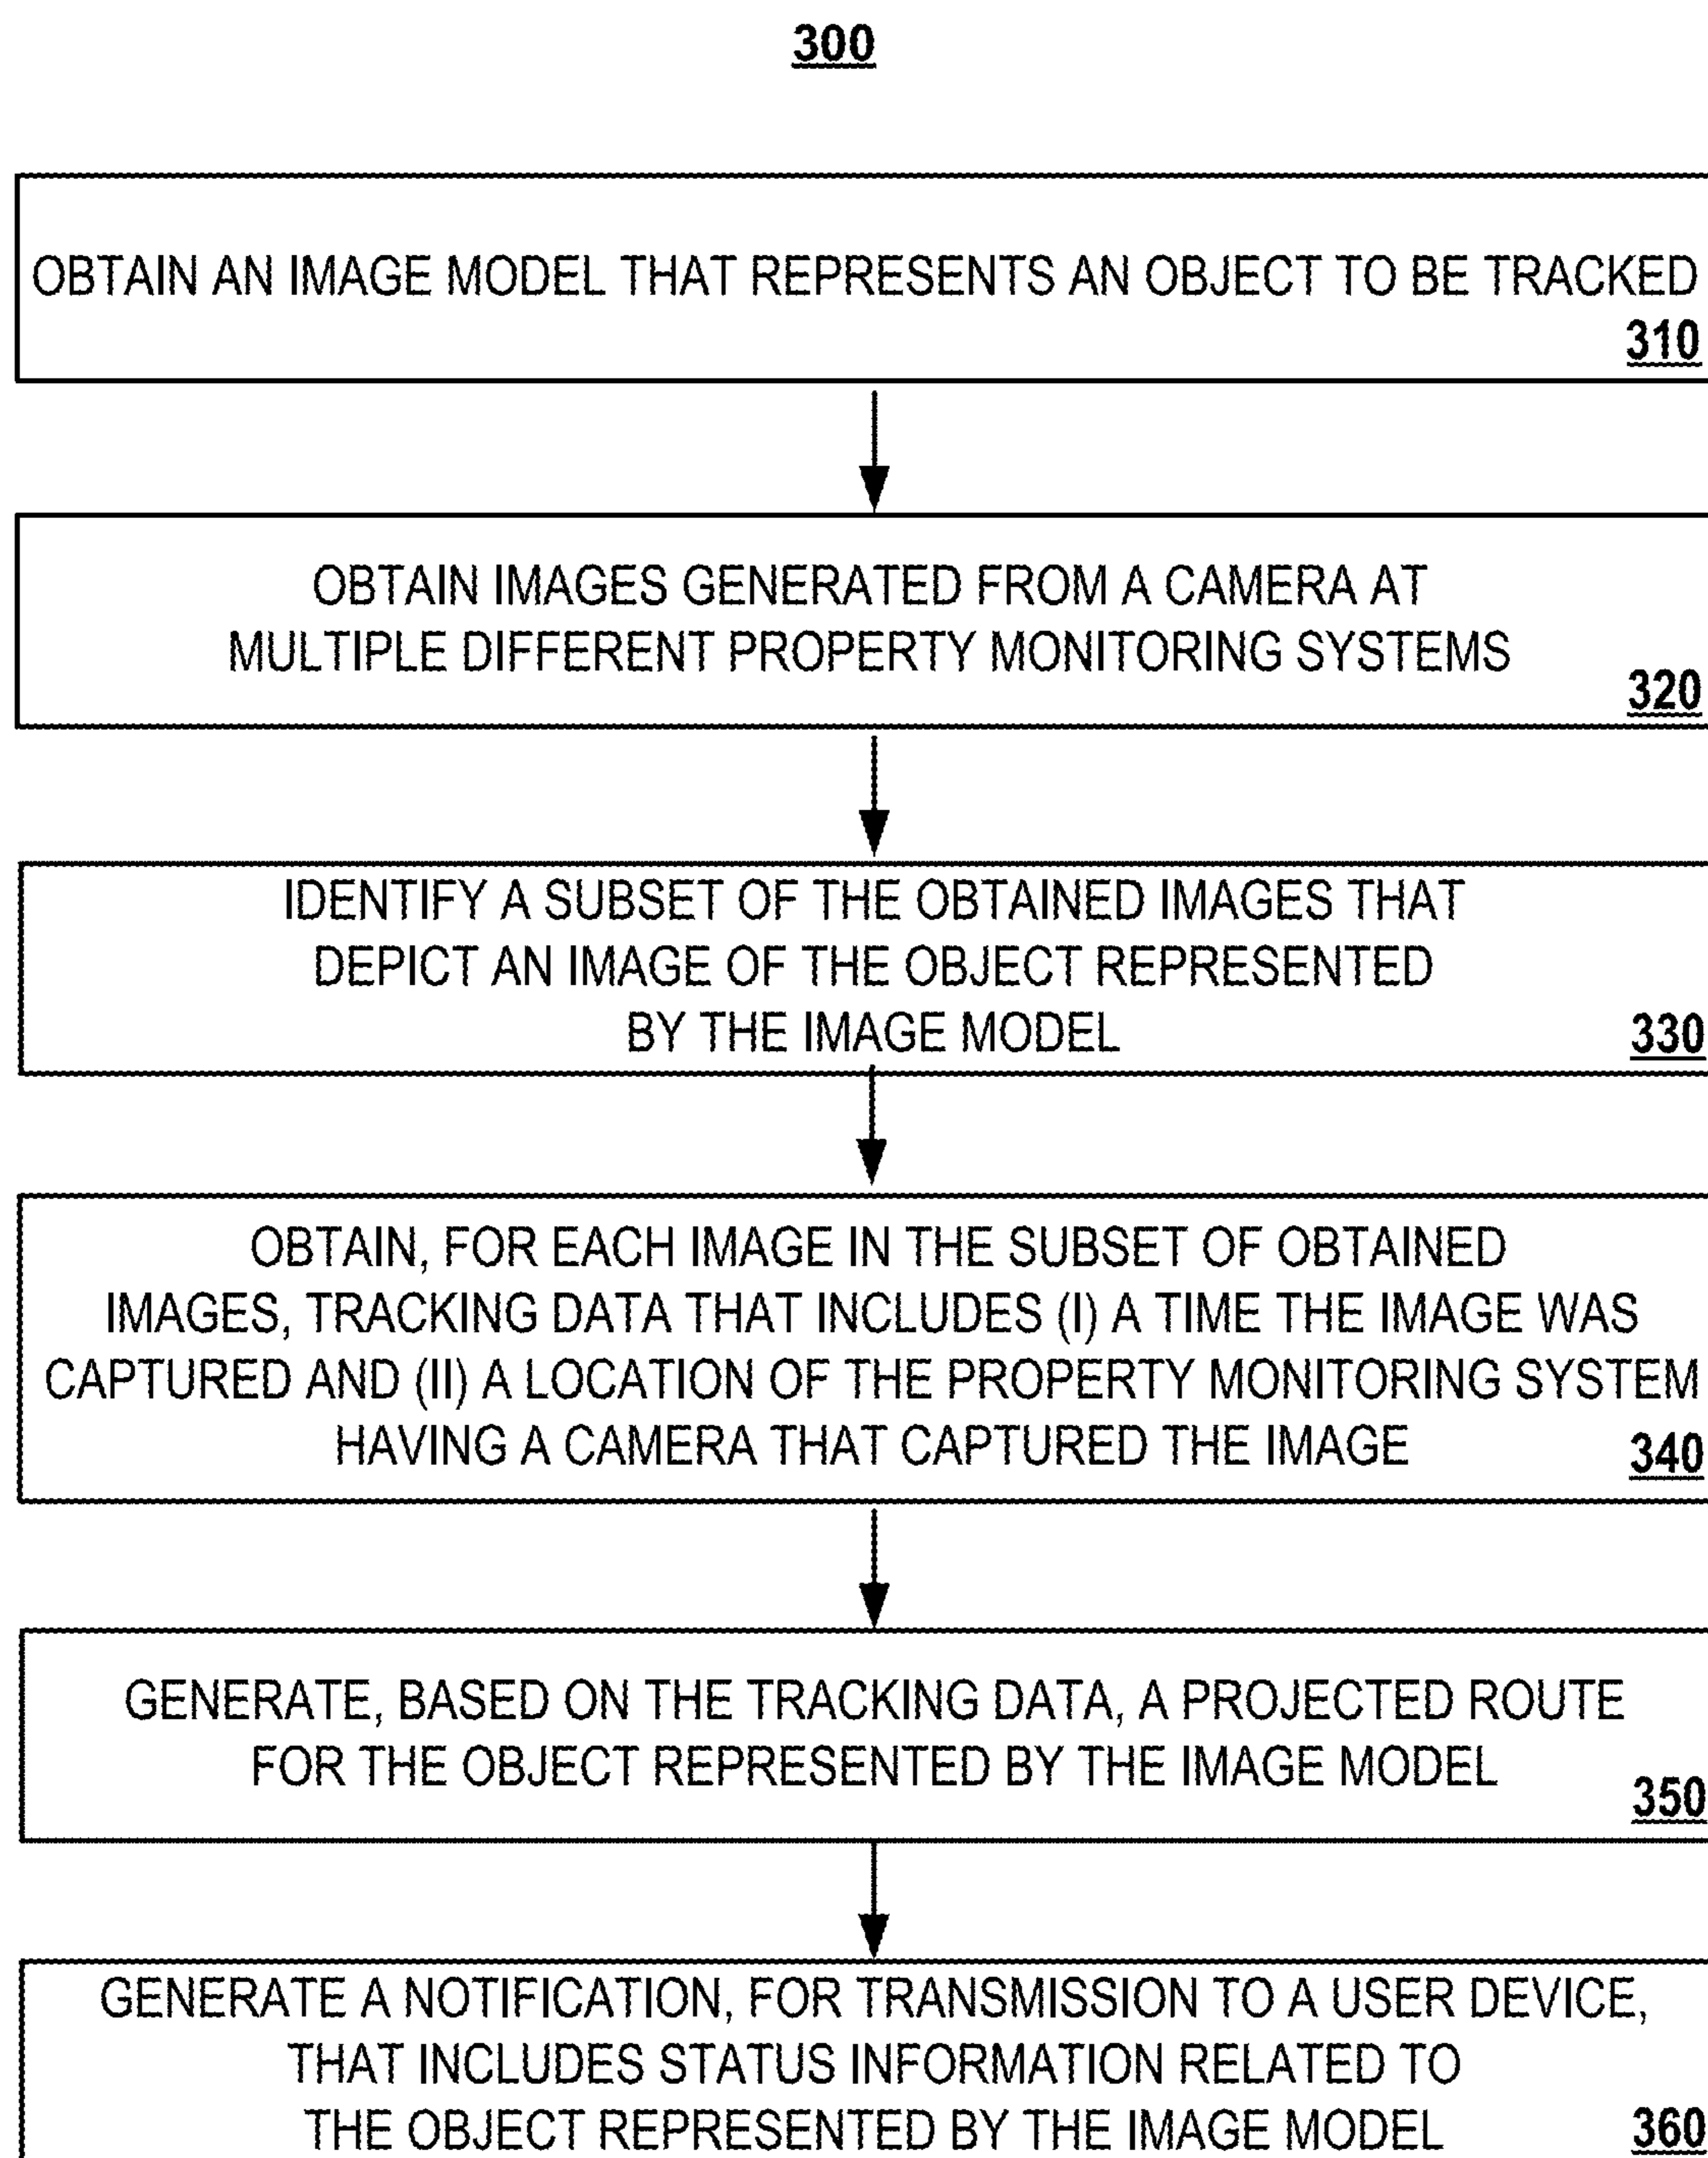 300
OBTAIN AN IMAGE MODEL THAT REPRESENTS AN OBJECT TO BE TRACKED
310
OBTAIN IMAGES GENERATED FROM A CAMERA AT
MULTIPLE DIFFERENT PROPERTY MONITORING SYSTEMS
320
IDENTIFY A SUBSET OF THE OBTAINED IMAGES THAT
DEPICT AN IMAGE OF THE OBJECT REPRESENTED
BY THE IMAGE MODEL
330
OBTAIN, FOR EACH IMAGE IN THE SUBSET OF OBTAINED
IMAGES, TRACKING DATA THAT INCLUDES (I) A TIME THE IMAGE WAS
CAPTURED AND (II) A LOCATION OF THE PROPERTY MONITORING SYSTEM
HAVING A CAMERA THAT CAPTURED THE IMAGE
340
GENERATE, BASED ON THE TRACKING DATA, A PROJECTED ROUTE
FOR THE OBJECT REPRESENTED BY THE IMAGE MODEL
350
GENERATE A NOTIFICATION, FOR TRANSMISSION TO A USER DEVICE,
THAT INCLUDES STATUS INFORMATION RELATED TO
THE OBJECT REPRESENTED BY THE IMAGE MODEL
360